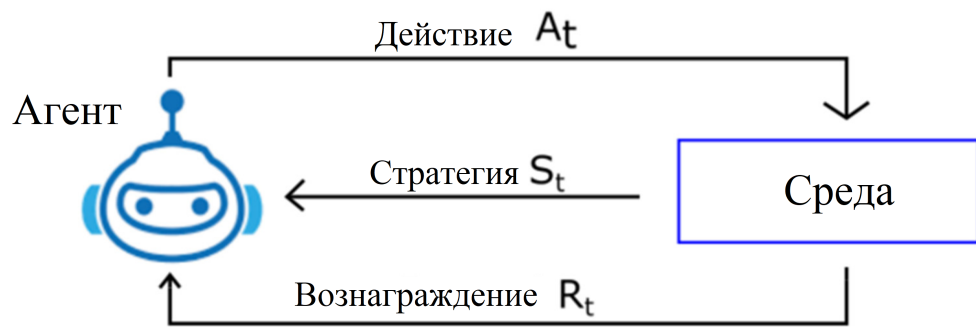 Действие At
Агент
Стратегия St
Среда
Вознаграждение Rt